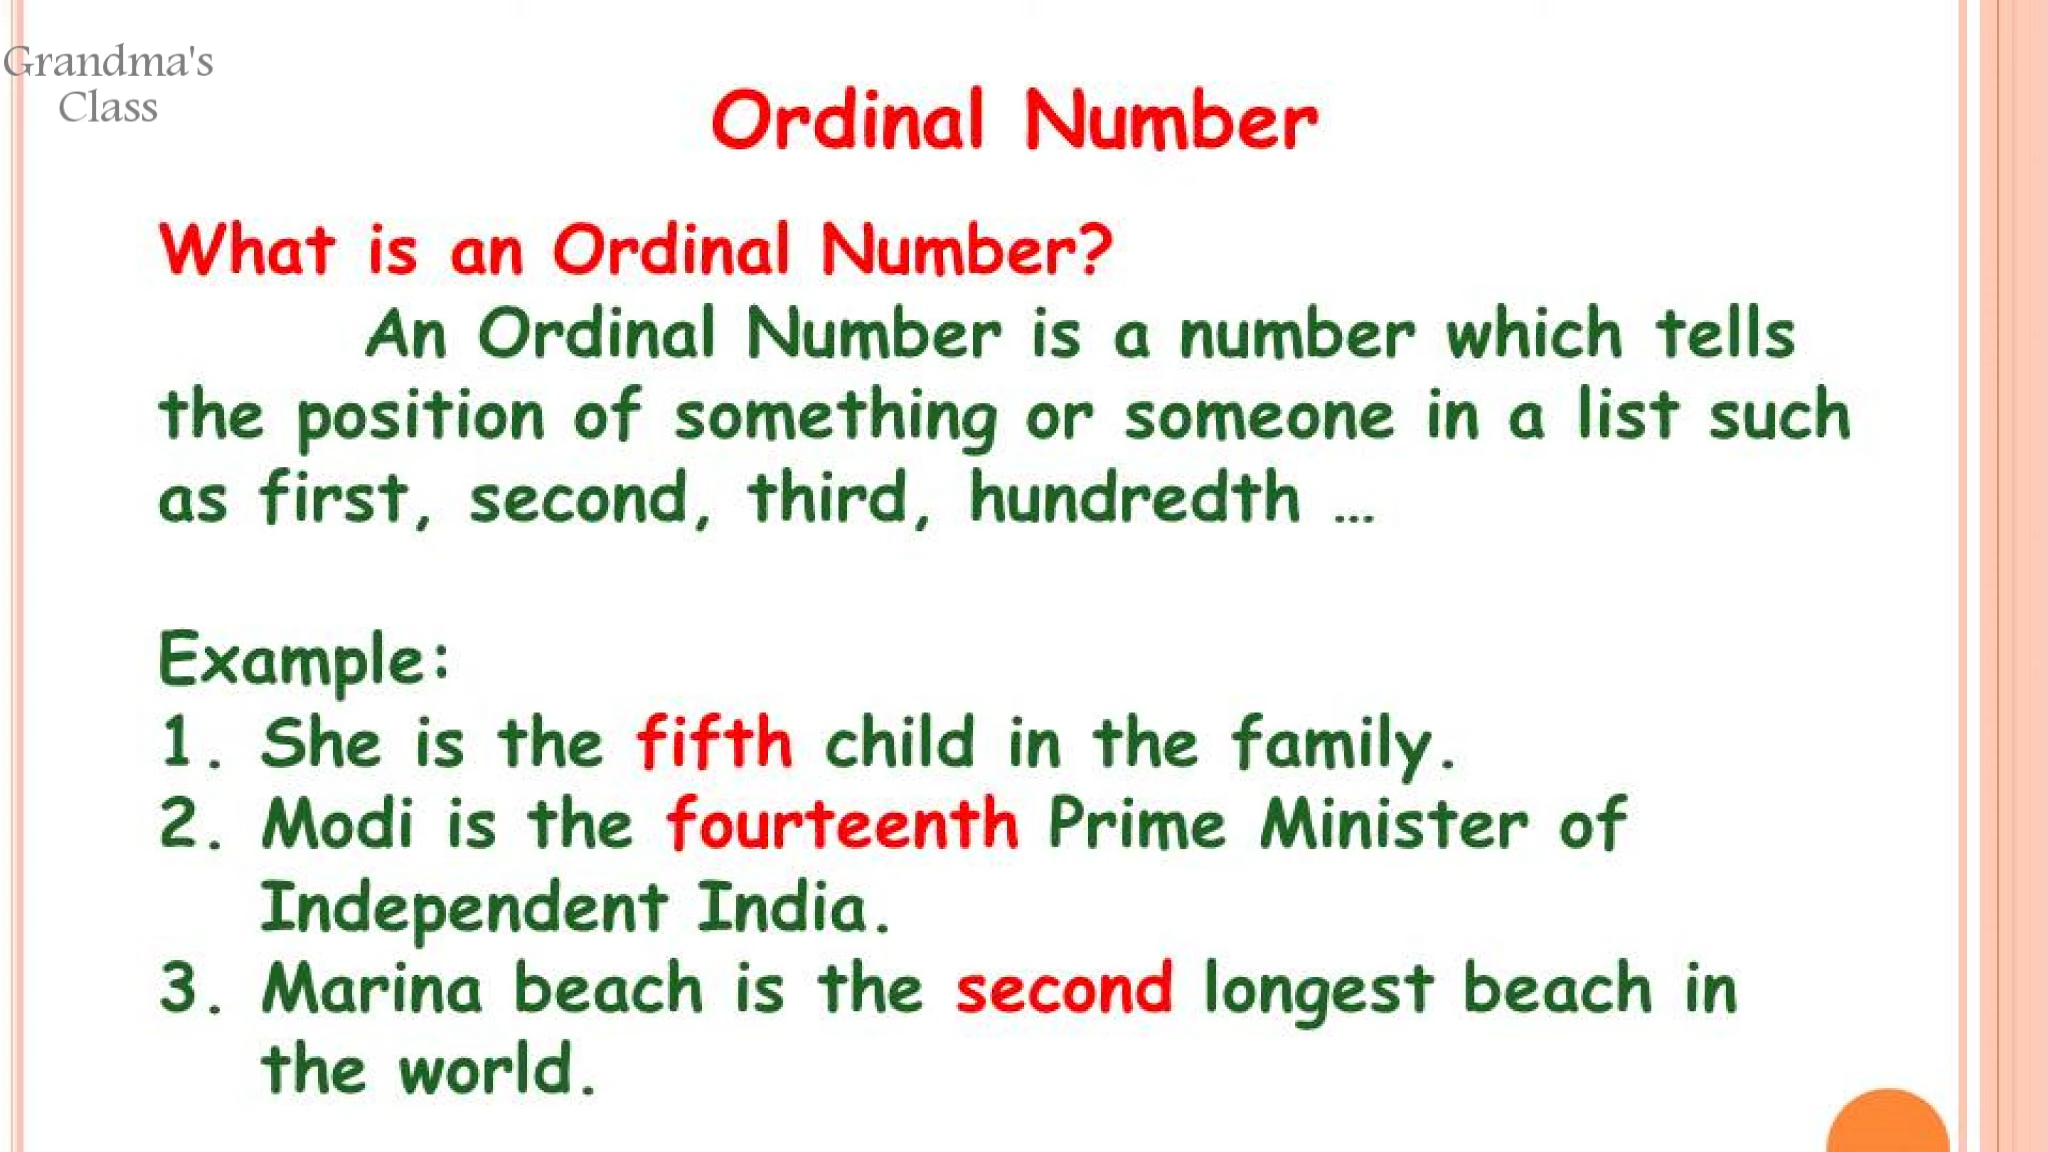 Grandma's
Class
Ordinal Number
What is an Ordinal Number?
An Ordinal Number is a number which tells
the position of something or someone in a list such
as first, second, third, hundredth ...
Example:
1. She is the fifth child in the family.
2. Modi is the fourteenth Prime Minister of
Independent India.
3. Marina beach is the second longest beach in
the world.